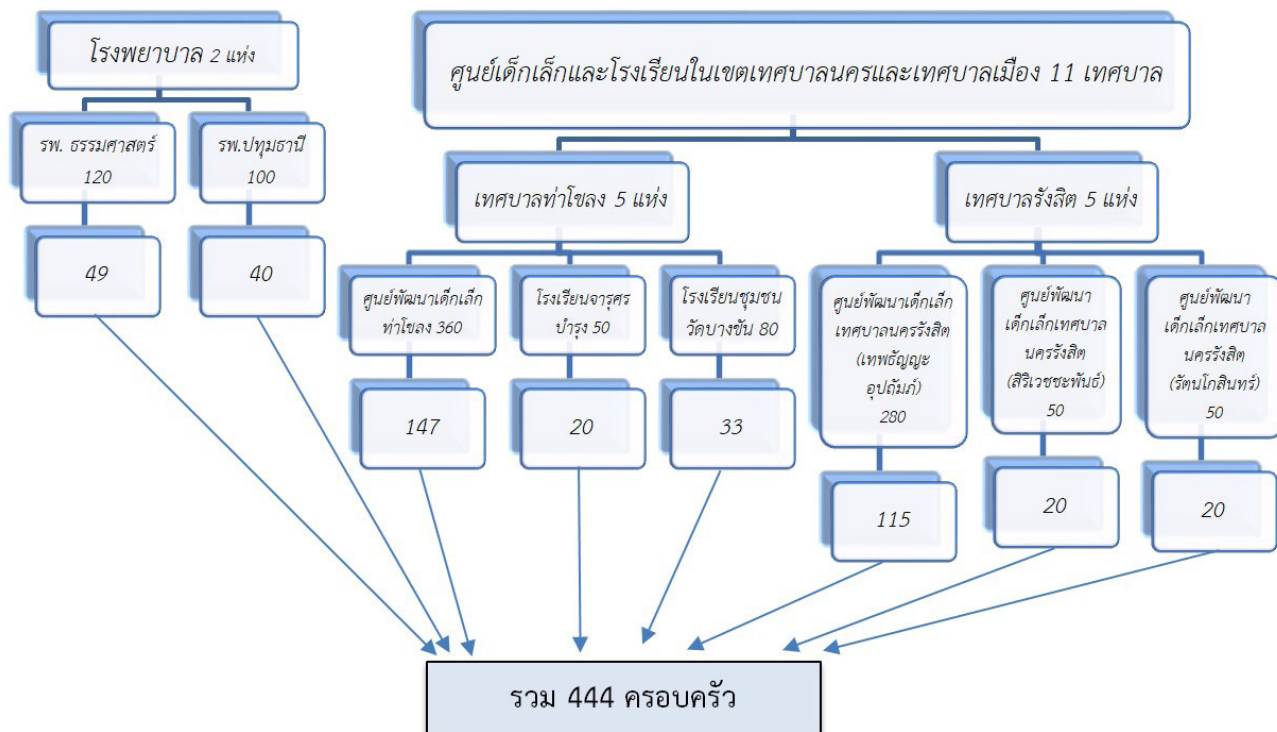 โรงพยาบาล 2 แห่ง
ศูนย์เด็กเล็กและโรงเรียนในเขตเทศบาลนครและเทศบาลเมือง 11 เทศบาล
รพ. ธรรมศาสตร์
120
รพ.ปทุมธานี
100
เทศบาลท่าโขลง 5 แห่ง
เทศบาลรังสิต 5 แห่ง
49
40
ศูนย์พัฒนาเด็กเล็ก
ท่าโขลง 360
โรงเรียนจารุศร
บำรุง 50
โรงเรียนชุมชน
วัดบางขัน 80
ศูนย์พัฒนาเด็กเล็ก
เทศบาลนครรังสิต
(เทพธัญญะ
อุปถัมภ์)
280
ศูนย์พัฒนา
เด็กเล็กเทศบาล
นครรังสิต
(สิริเวชชะพันธ์)
50
ศูนย์พัฒนา
เด็กเล็กเทศบาล
นครรังสิต
(รัตนโกสินทร์)
50
147
20
33
115
20
20
รวม 444 ครอบครัว